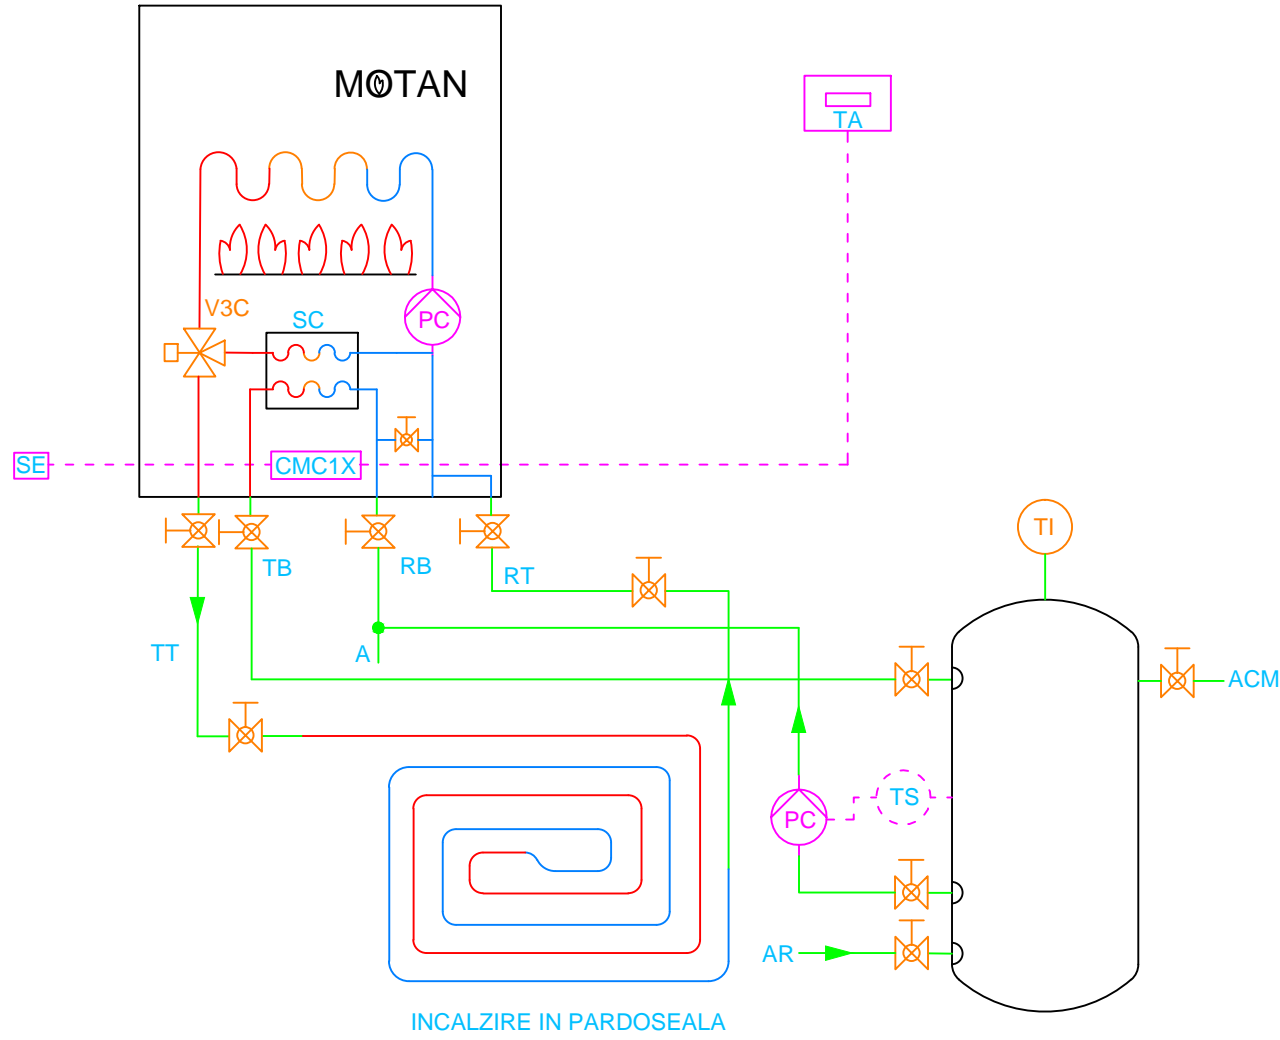 MOTAN
TA
V3C
SC
PC
SE
CMC1X
TI
TB
RB
RT
TT
A
ACM
TS
PC
AR
INCALZIRE IN PARDOSEALA